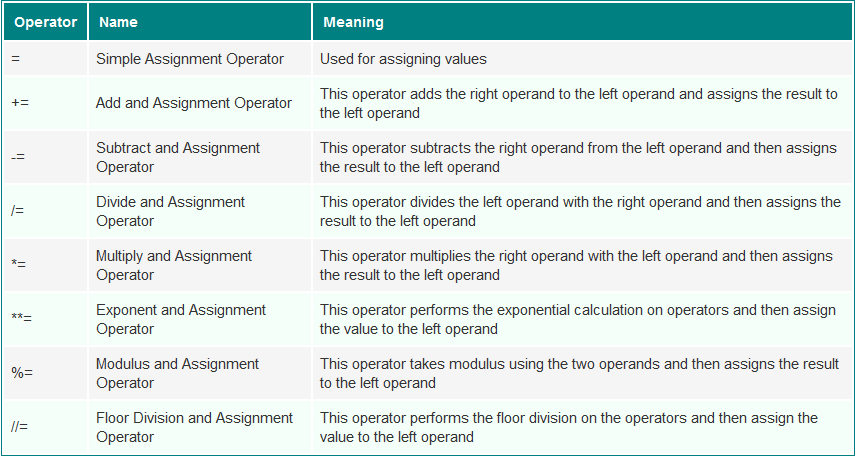 Operator Name Meaning
= Simple Assignment Operator Used for assigning values
+= Add and Assignment Operator This operator adds the right operand to the left operand and assigns the result to
the left operand
-= Subtract and Assignment
Operator This operator subtracts the right operand from the left operand and then assigns
the result to the left operand
/= Divide and Assignment
Operator This operator divides the left operand with the right operand and then assigns the
result to the left operand
*= Multiply and Assignment
Operator This operator multiplies the right operand with the left operand and then assigns
the result to the left operand
**= Exponent and Assignment
Operator This operator performs the exponential calculation on operators and then assign
the value to the left operand
%= Modulus and Assignment
Operator This operator takes modulus using the two operands and then assigns the result
to the left operand
//= Floor Division and Assignment
Operator This operator performs the floor division on the operators and then assign the
value to the left operand